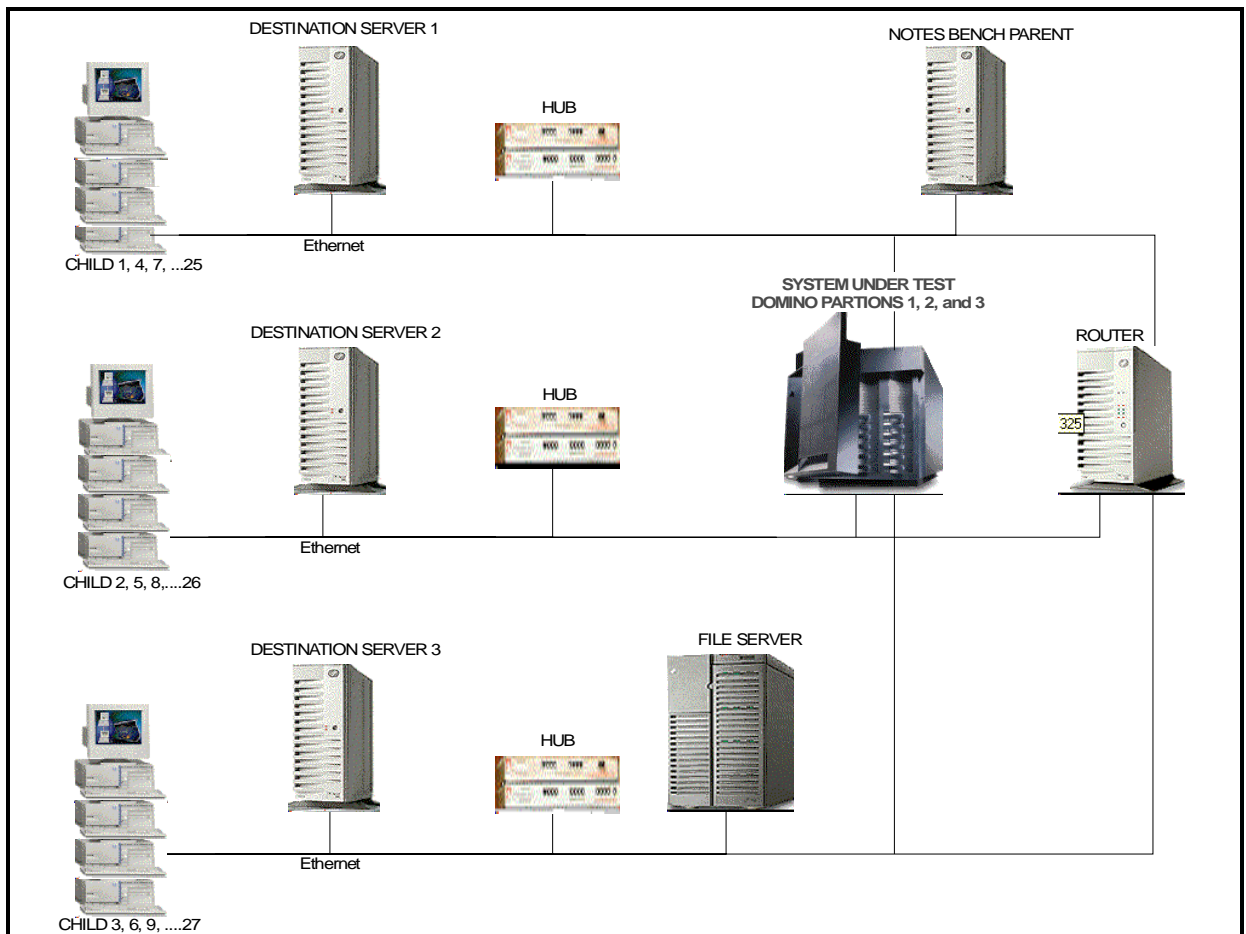 DESTINATION SERVER 1
NOTES BENCH PARENT
HUB
Ethernet
CHILD 1, 4, 7, ...25
SYSTEM UNDER TEST
DOMINO PARTIONS 1, 2, and 3
DESTINATION SERVER 2
ROUTER
HUB
325
Ethernet
CHILD 2, 5, 8,....26
DESTINATION SERVER 3
FILE SERVER
HUB
Ethernet
CHILD 3, 6, 9, ....27